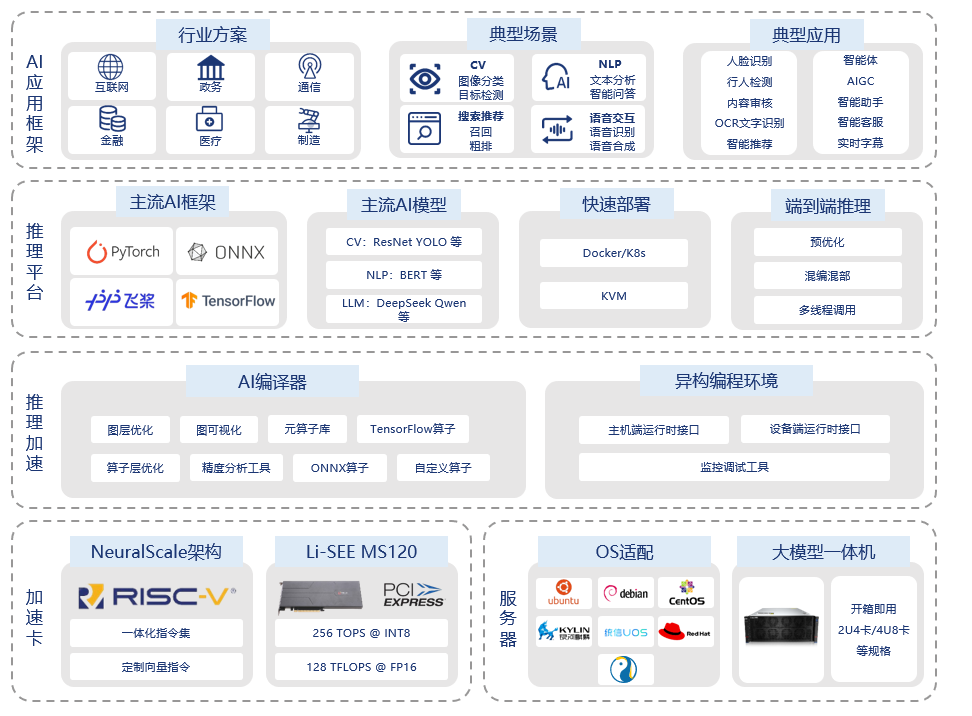 AI应用框架
行业方案
互联网
政务
通信
金融
医疗
制造
典型场景
CV
图像分类
目标检测
AI
NLP
文本分析
智能问答
搜索推荐
召回
粗排
语音交互
语音识别
语音合成
典型应用
人脸识别
行人检测
内容审核
OCR文字识别
智能推荐
智能体
AIGC
智能助手
智能客服
实时字幕
推理平台
主流AI框架
PyTorch
ONNX
飞桨
TensorFlow
主流AI模型
CV：ResNet YOLO 等
NLP：BERT 等
LLM：DeepSeek Qwen
等
快速部署
Docker/K8s
KVM
端到端推理
预优化
混编混部
多线程调用
推理加速
AI编译器
图层优化
图可视化
元算子库
TensorFlow算子
算子层优化
精度分析工具
ONNX算子
自定义算子
异构编程环境
主机端运行时接口
设备端运行时接口
监控调试工具
加速卡
NeuralScale架构
RISC-V®
一体化指令集
定制向量指令
Li-SEE MS120
PCI
EXPRESS
256 TOPS @ INT8
128 TFLOPS @ FP16
服务器
OS适配
ubuntu
debian
CentOS
KYLIN
银河麒麟
统信UOS
Red Hat
大模型一体机
开箱即用
2U4卡/4U8卡
等规格